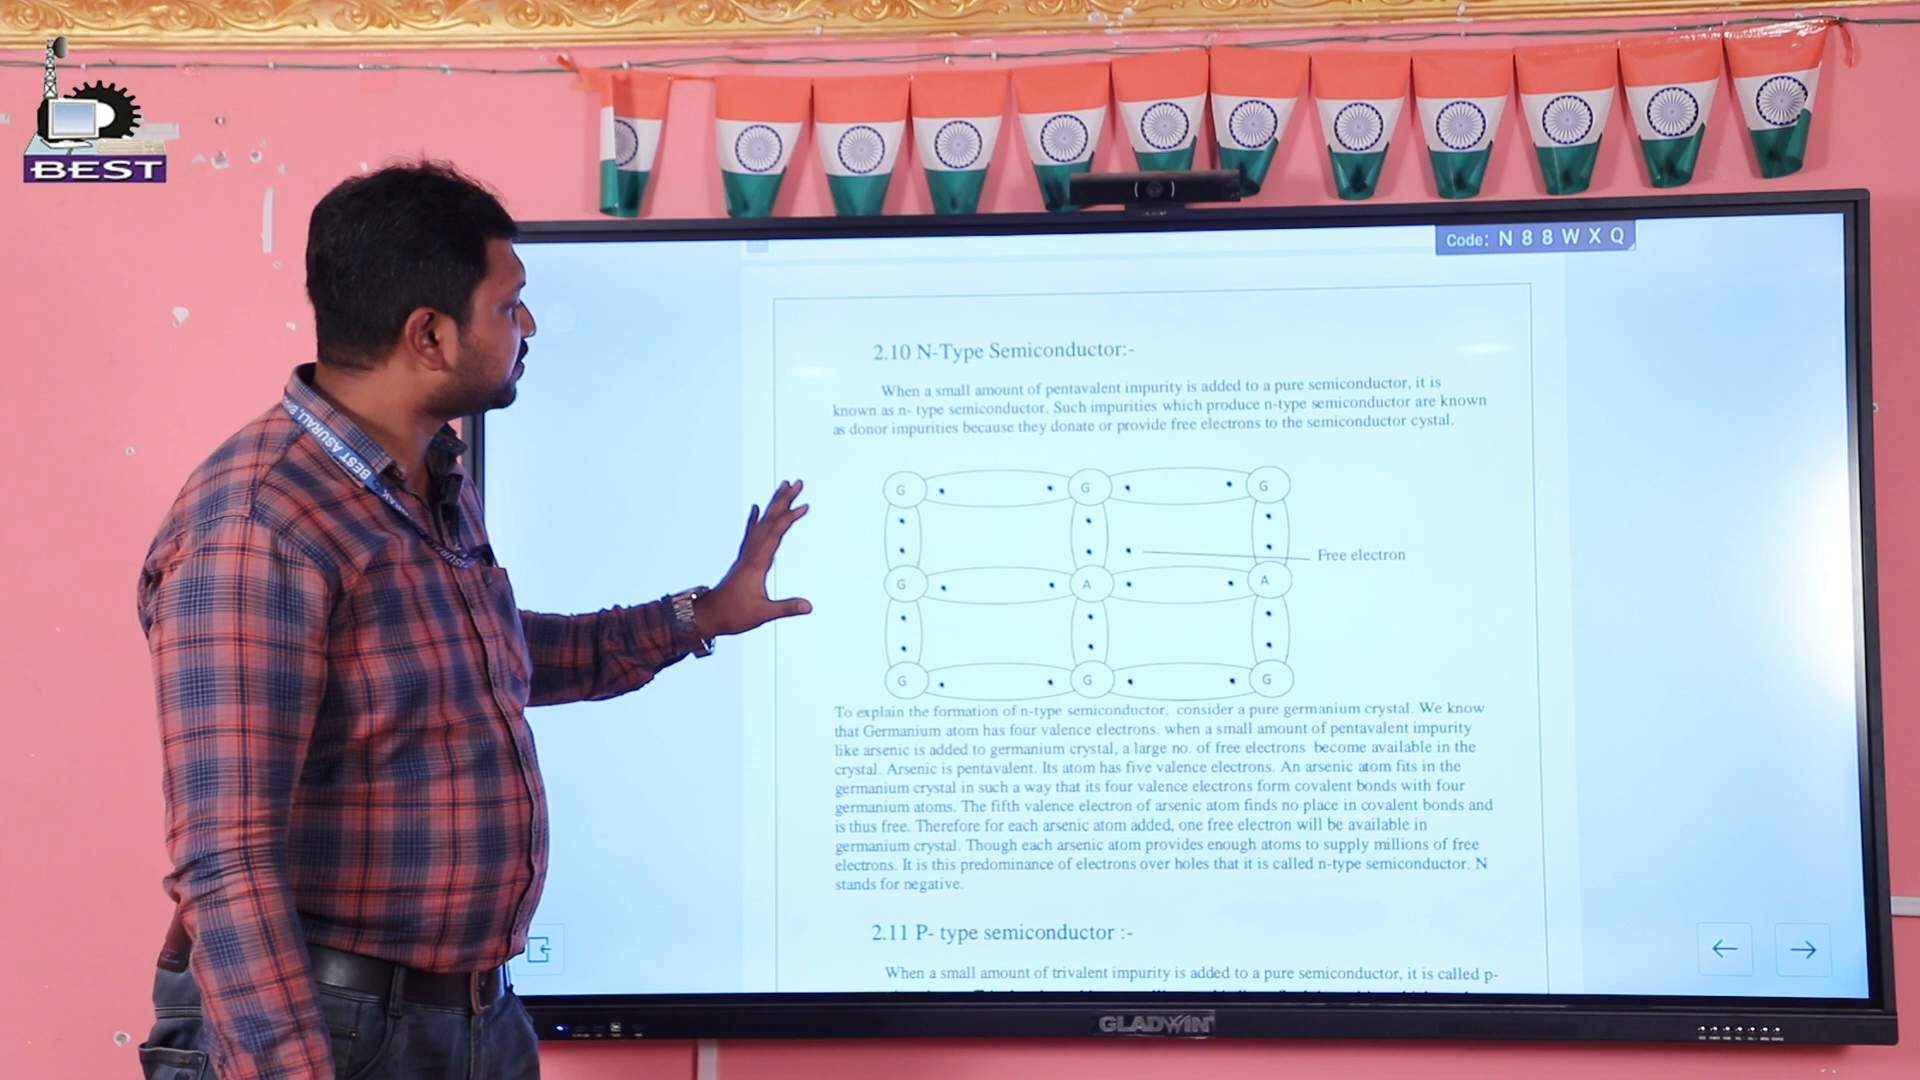 BEST
Code: N 8 8 W X Q
2.10 N-Type Semiconductor:-
When a small amount of pentavalent impurity is added to a pure semiconductor, it is
known as n- type semiconductor. Such impurities which produce n-type semiconductor are known
as donor impurities because they donate or provide free electrons to the semiconductor cystal.
G G G
Free electron
G A A
G G G
To explain the formation of n-type semiconductor, consider a pure germanium crystal. We know
that Germanium atom has four valence electrons. when a small amount of pentavalent impurity
like arsenic is added to germanium crystal, a large no. of free electrons become available in the
crystal. Arsenic is pentavalent. Its atom has five valence electrons. An arsenic atom fits in the
germanium crystal in such a way that its four valence electrons form covalent bonds with four
germanium atoms. The fifth valence electron of arsenic atom finds no place in covalent bonds and
is thus free. Therefore for each arsenic atom added, one free electron will be available in
germanium crystal. Though each arsenic atom provides enough atoms to supply millions of free
electrons. It is this predominance of electrons over holes that it is called n-type semiconductor. N
stands for negative.
2.11 P- type semiconductor :-
When a small amount of trivalent impurity is added to a pure semiconductor, it is called p-
GLADWIN
BEST ASURALI